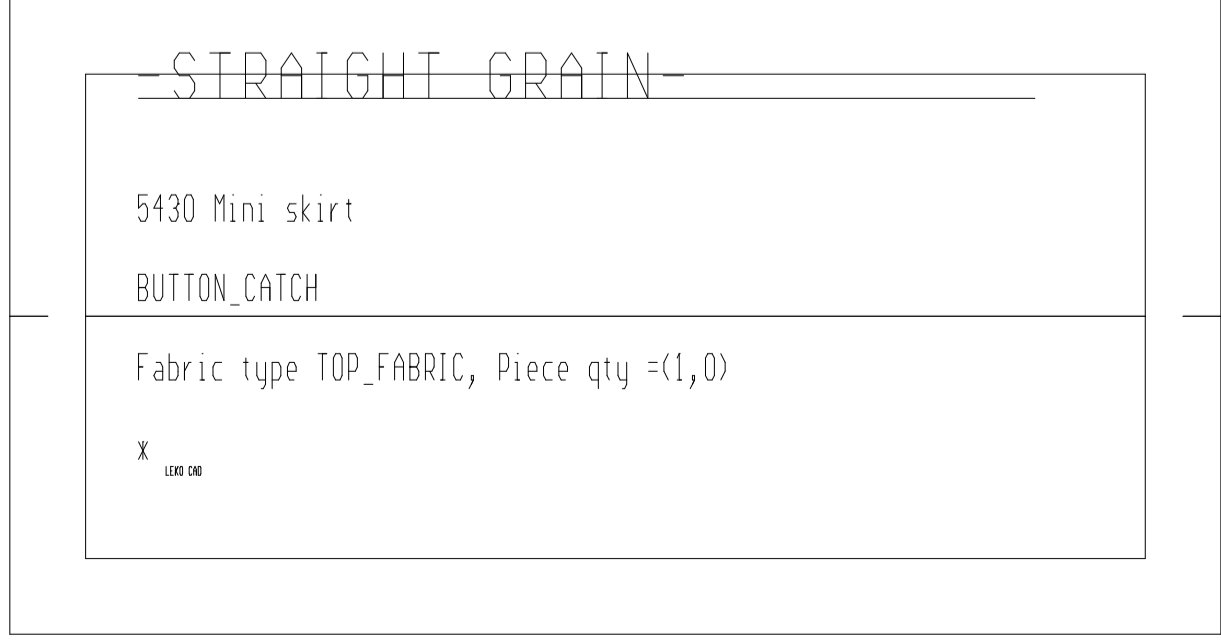 -STRAIGHT GRAIN-
5430 Mini skirt
BUTTON_CATCH
Fabric type TOP_FABRIC, Piece qty =(1,0)
*
LEKO CAD